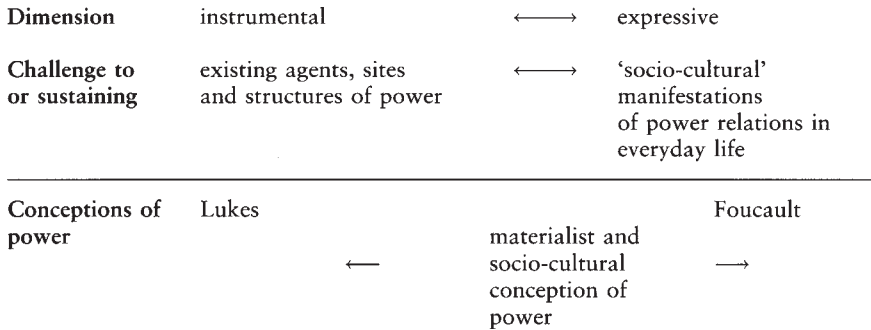 Dimension instrumental ←→ expressive
Challenge to existing agents, sites ←→ ‘socio-cultural’
or sustaining and structures of power manifestations
of power relations in
everyday life
Conceptions of Lukes Foucault
power materialist and
← socio-cultural →
conception of
power